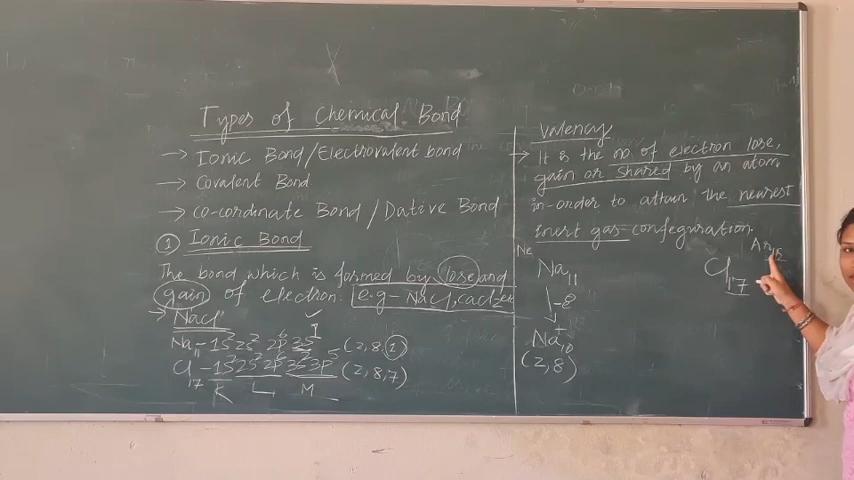 Types of Chemical Bond
→ Ionic Bond/Electrovalent bond
→ Covalent Bond
→ co-cordinate Bond/Dative Bond
① Ionic Bond
The bond which is formed by lose and
gain of electron. e.g - NaCl, CaCl2 etc
→ NaCl
Na11 - 1s² 2s² 2p⁶ 3s¹ (2,8,1)
Cl17 - 1s² 2s² 2p⁶ 3s² 3p⁵ (2,8,7)
K L M
Valency
→ It is the no of electron lose,
gain or shared by an atom
in-order to attain the nearest
inert gas confeguration.
Ne
Na11
-e
Na+10
(2,8)
Ar18
Cl17